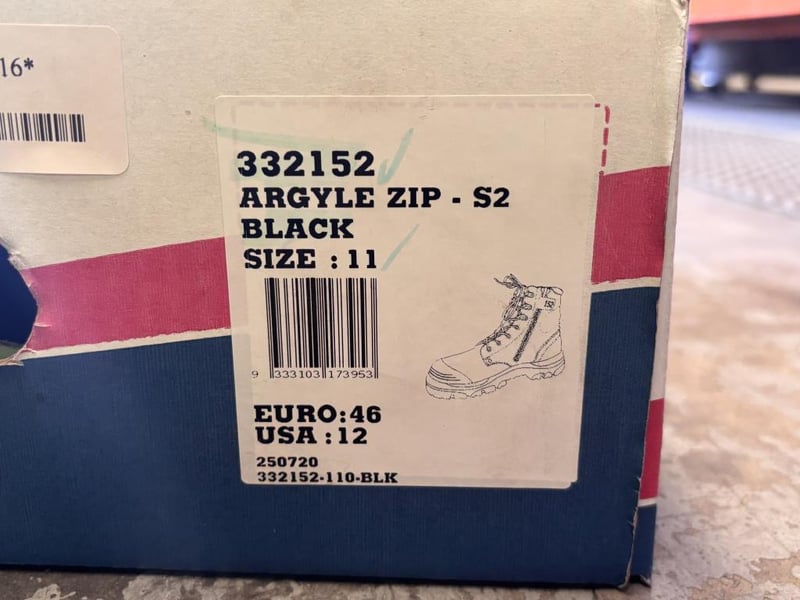 16*
332152
ARGYLE ZIP - S2
BLACK
SIZE : 11
9 333103 173953
EURO:46
USA :12
250720
332152-110-BLK